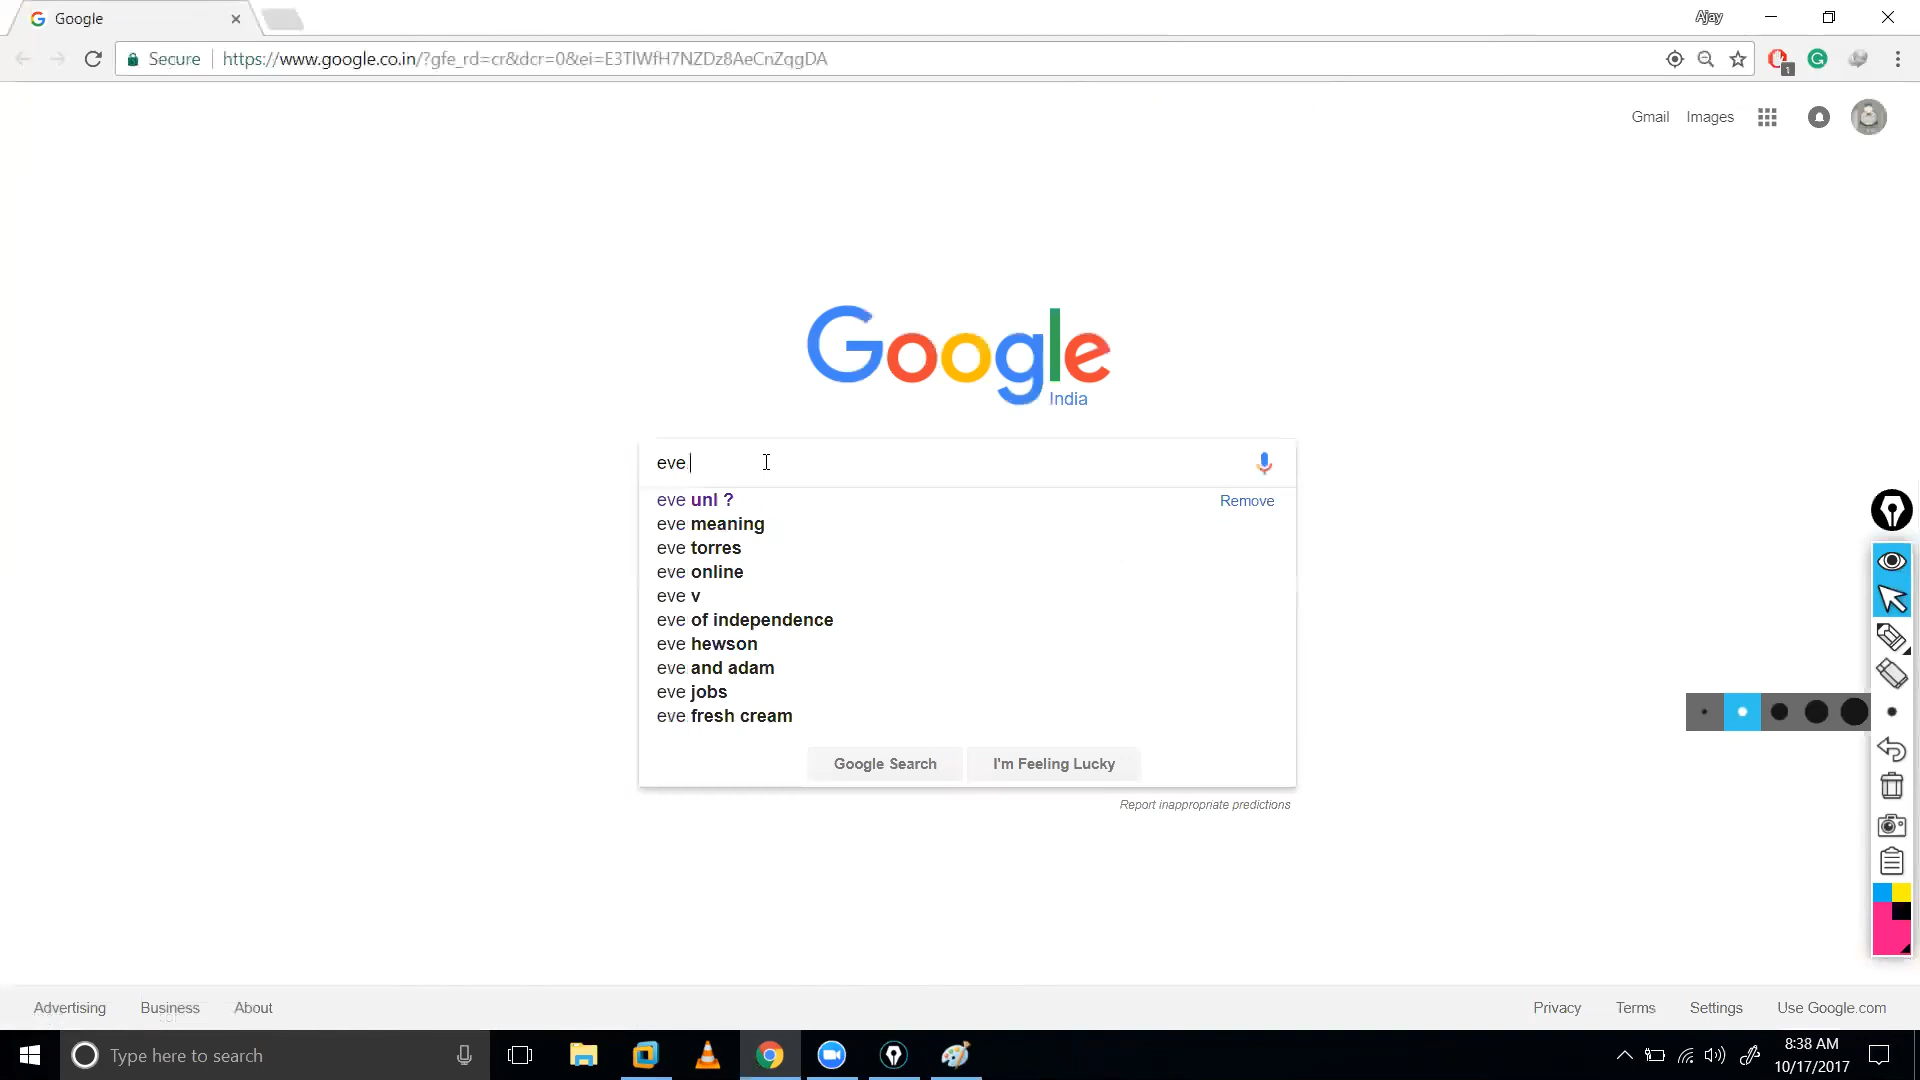 Google
Ajay
Secure
https://www.google.co.in/?gfe_rd=cr&dcr=0&ei=E3TlWfH7NZDz8AeCnZqgDA
1
Gmail Images
Google
India
eve
eve unl ?
Remove
eve meaning
eve torres
eve online
eve v
eve of independence
eve hewson
eve and adam
eve jobs
eve fresh cream
Google Search
I'm Feeling Lucky
Report inappropriate predictions
Advertising Business About
Privacy Terms Settings Use Google.com
Type here to search
8:38 AM
10/17/2017